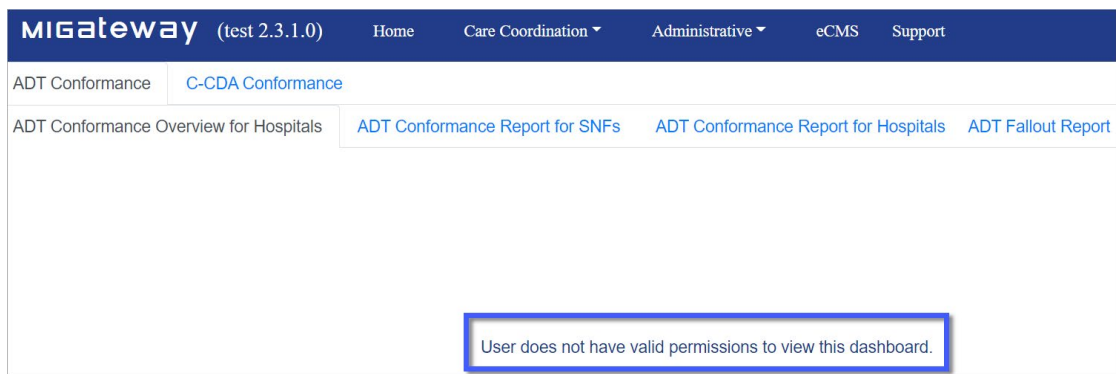 MIGateway (test 2.3.1.0) Home Care Coordination Administrative eCMS Support
ADT Conformance C-CDA Conformance
ADT Conformance Overview for Hospitals ADT Conformance Report for SNFs ADT Conformance Report for Hospitals ADT Fallout Report
User does not have valid permissions to view this dashboard.